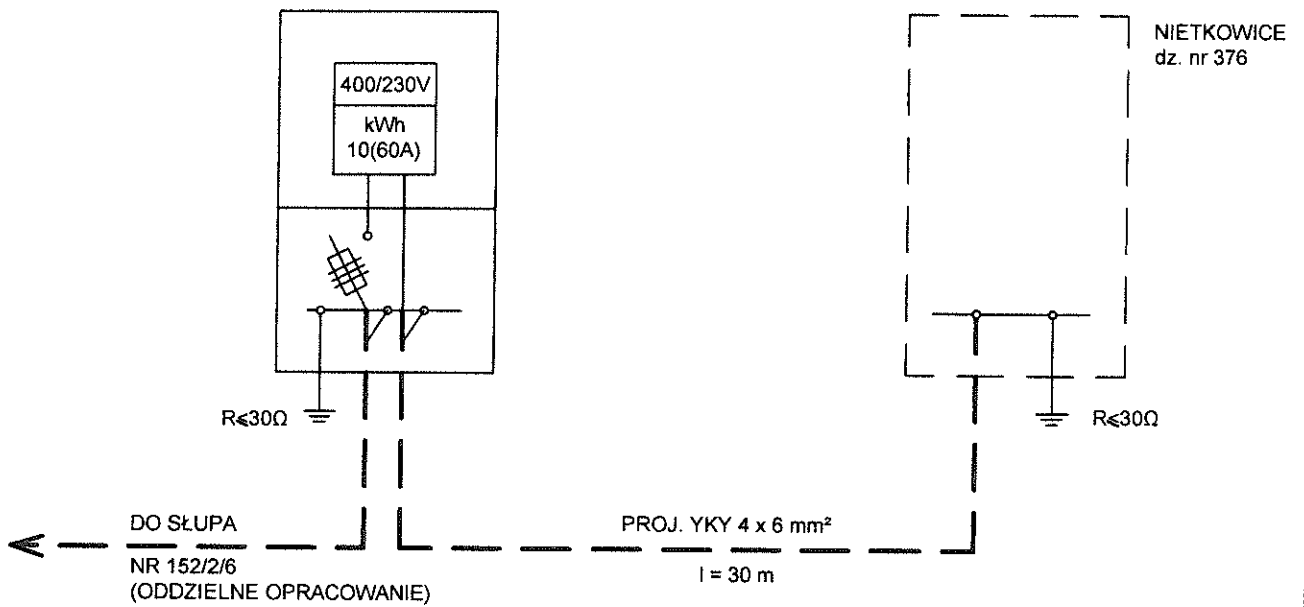 NIETKOWICE
dz. nr 376
400/230V
kWh
10(60A)
R⩽30Ω
R⩽30Ω
DO SŁUPA
NR 152/2/6
(ODDZIELNE OPRACOWANIE)
PROJ. YKY 4 x 6 mm²
l = 30 m